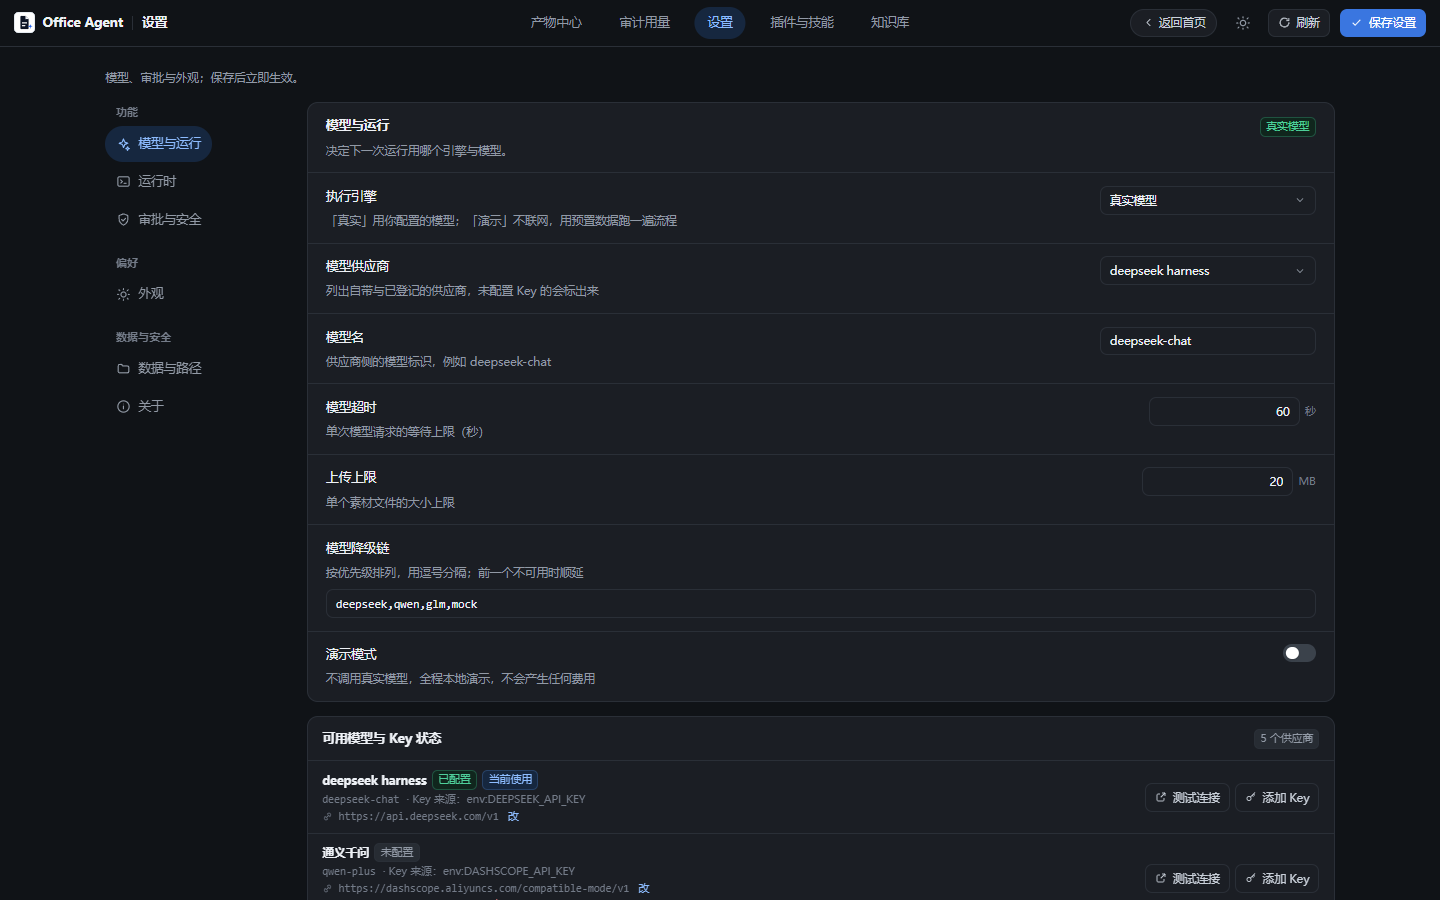 Office Agent 设置 产物中心 审计用量 设置 插件与技能 知识库 返回首页 刷新 保存设置
模型、审批与外观；保存后立即生效。
功能
模型与运行
运行时
审批与安全
偏好
外观
数据与安全
数据与路径
关于
模型与运行 真实模型
决定下一次运行用哪个引擎与模型。
执行引擎 真实模型
「真实」用你配置的模型；「演示」不联网，用预置数据跑一遍流程
模型供应商 deepseek harness
列出自带与已登记的供应商，未配置 Key 的会标出来
模型名 deepseek-chat
供应商侧的模型标识，例如 deepseek-chat
模型超时 60 秒
单次模型请求的等待上限（秒）
上传上限 20 MB
单个素材文件的大小上限
模型降级链
按优先级排列，用逗号分隔；前一个不可用时顺延
deepseek,qwen,glm,mock
演示模式
不调用真实模型，全程本地演示，不会产生任何费用
可用模型与 Key 状态 5 个供应商
deepseek harness 已配置 当前使用
deepseek-chat · Key 来源：env:DEEPSEEK_API_KEY
https://api.deepseek.com/v1 改
测试连接 添加 Key
通义千问 未配置
qwen-plus · Key 来源：env:DASHSCOPE_API_KEY
https://dashscope.aliyuncs.com/compatible-mode/v1 改
测试连接 添加 Key